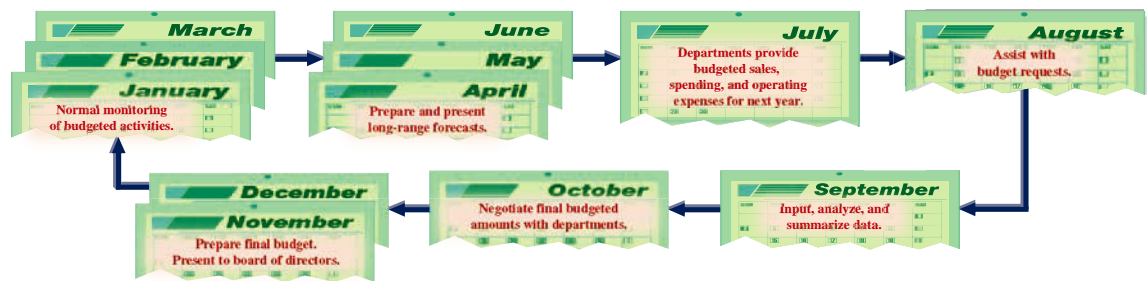 March
February
January
Normal monitoring
of budgeted activities.
June
May
April
Prepare and present
long-range forecasts.
July
Departments provide
budgeted sales,
spending, and operating
expenses for next year.
August
Assist with
budget requests.
September
Input, analyze, and
summarize data.
October
Negotiate final budgeted
amounts with departments.
December
November
Prepare final budget.
Present to board of directors.